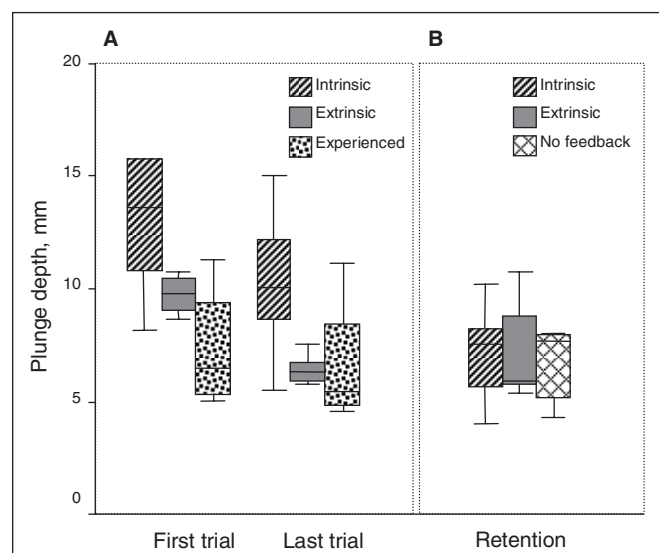 A
B
20
15
10
5
0
Plunge depth, mm
Intrinsic
Extrinsic
Experienced
Intrinsic
Extrinsic
No feedback
First trial
Last trial
Retention